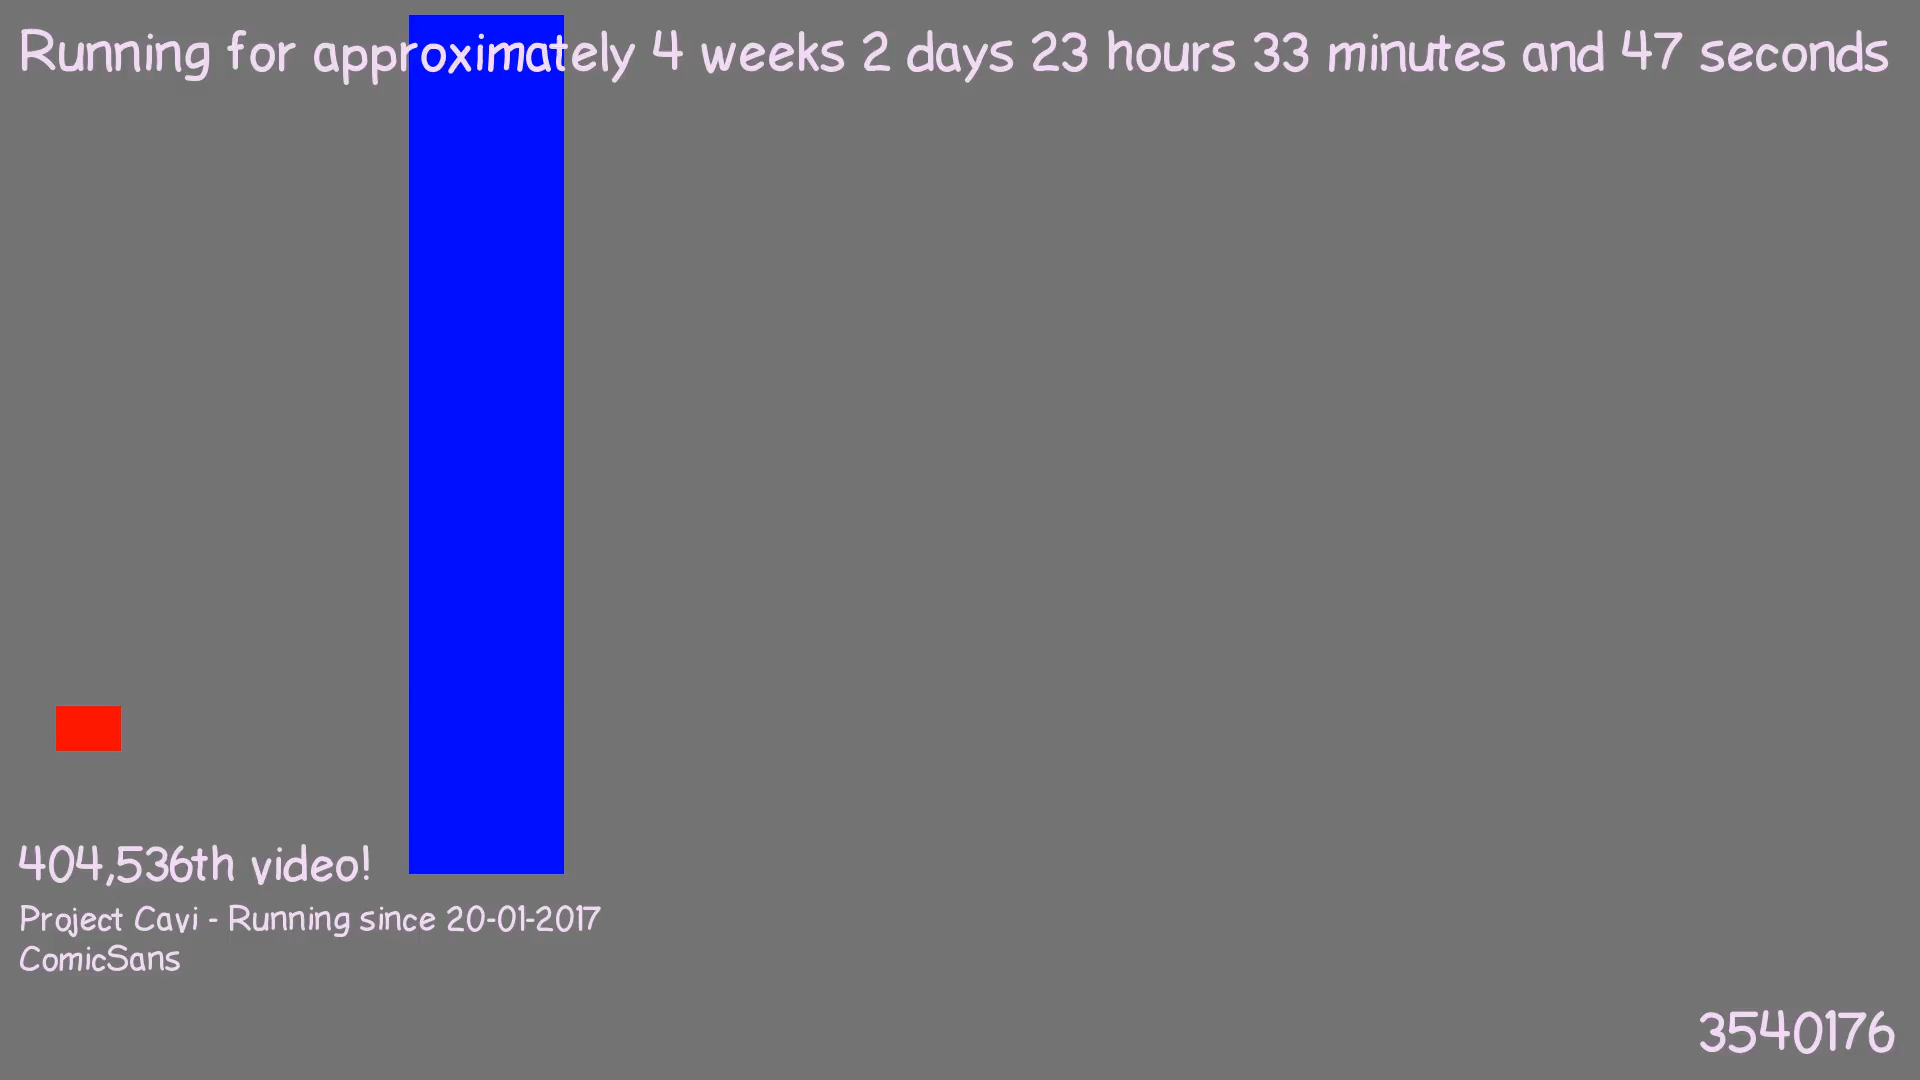 Running for approximately 4 weeks 2 days 23 hours 33 minutes and 47 seconds
404,536th video!
Project Cavi - Running since 20-01-2017
ComicSans
3540176